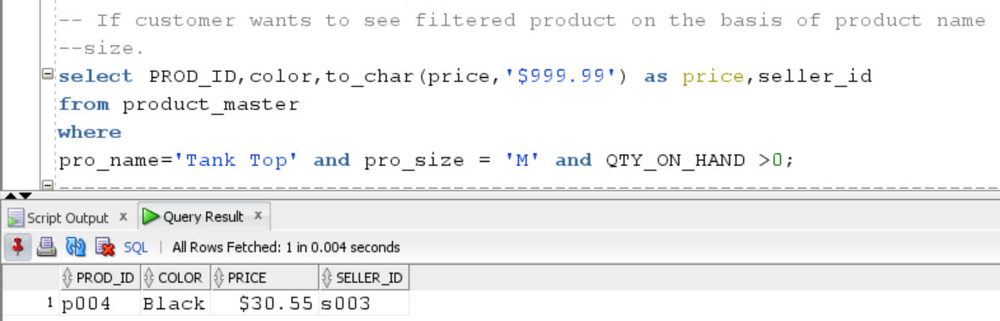 -- If customer wants to see filtered product on the basis of product name
--size.
select PROD_ID,color,to_char(price,'$999.99') as price,seller_id
from product_master
where
pro_name='Tank Top' and pro_size = 'M' and QTY_ON_HAND >0;
--------------------------------------------------------------------------
Script Output x Query Result x
SQL | All Rows Fetched: 1 in 0.004 seconds
PROD_ID COLOR PRICE SELLER_ID
1 p004 Black $30.55 s003